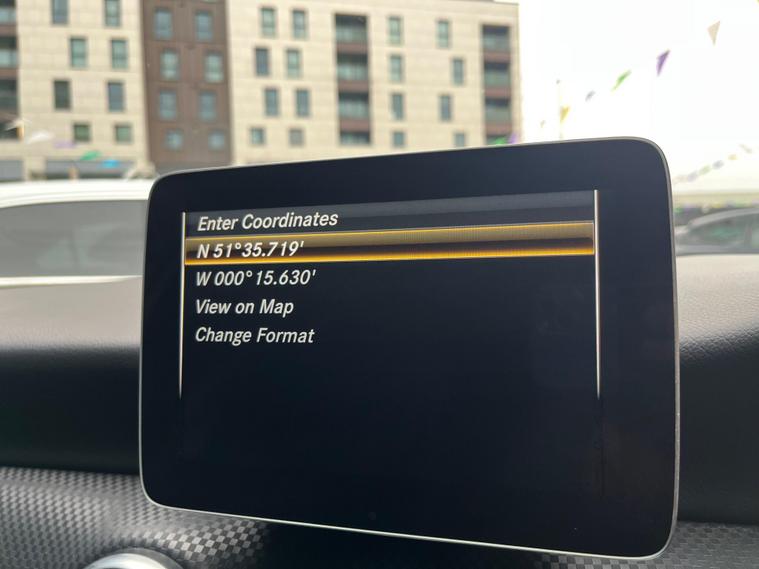 Enter Coordinates
N 51°35.719'
W 000°15.630'
View on Map
Change Format